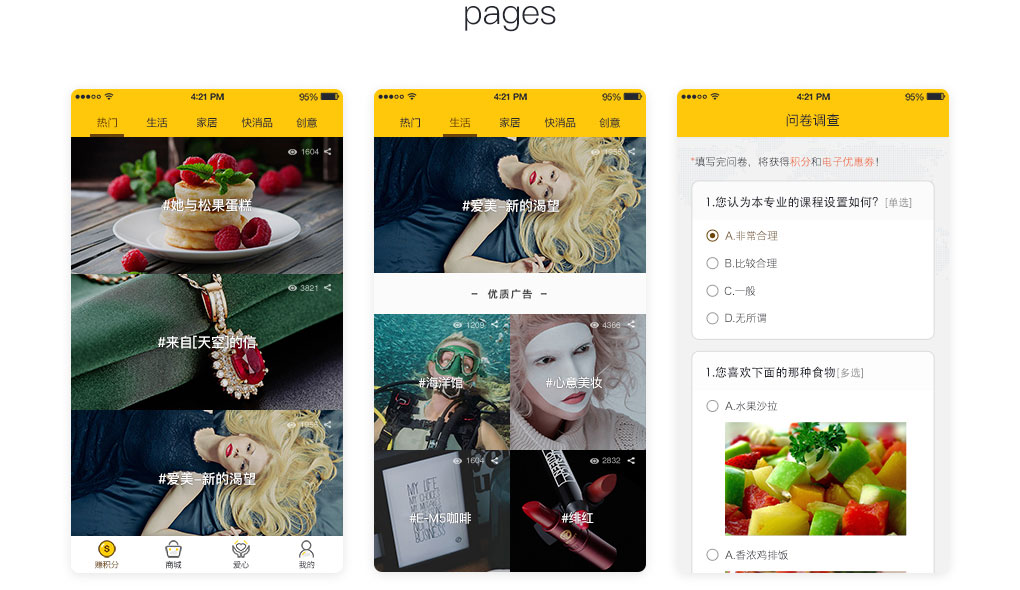 pages
4:21 PM
95%
热门 生活 家居 快消品 创意
1604
#她与松果蛋糕
3821
#来自[天空]的信
1956
#爱美-新的渴望
赚积分 商城 爱心 我的
4:21 PM
95%
热门 生活 家居 快消品 创意
1956
#爱美-新的渴望
- 优质广告 -
1209
#海洋馆
4366
#心意美妆
1604
MY LIFE
MY CHOICES
BUSINESS
#E-M5咖啡
2832
#绯红
4:21 PM
95%
问卷调查
*填写完问卷、将获得积分和电子优惠券!
1.您认为本专业的课程设置如何? [单选]
A.非常合理
B.比较合理
C.一般
D.无所谓
1.您喜欢下面的那种食物[多选]
A.水果沙拉
A.香浓鸡排饭